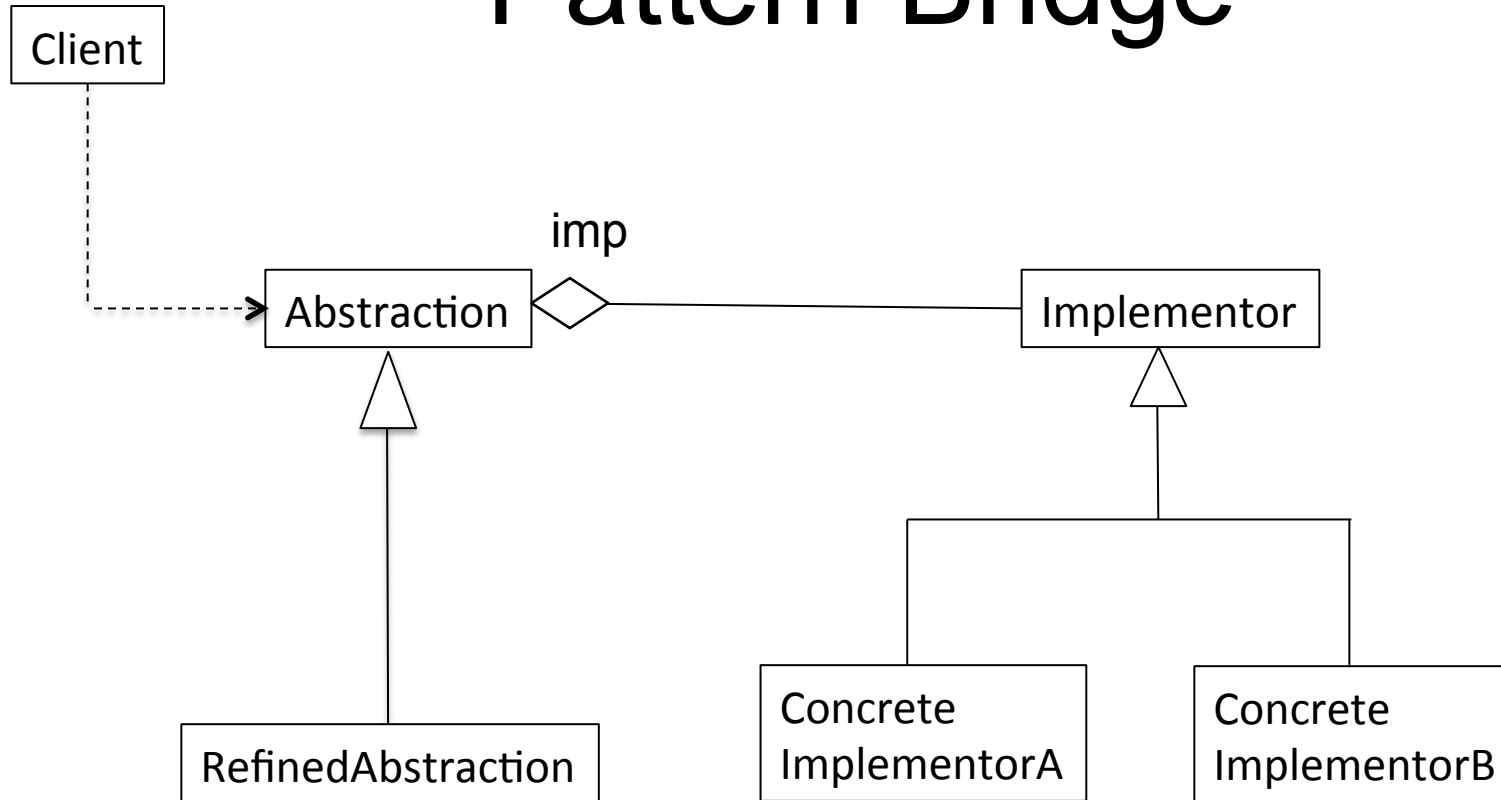 Pattern Bridge
Client
imp
Abstraction
Implementor
Concrete
ImplementorA
Concrete
ImplementorB
RefinedAbstraction